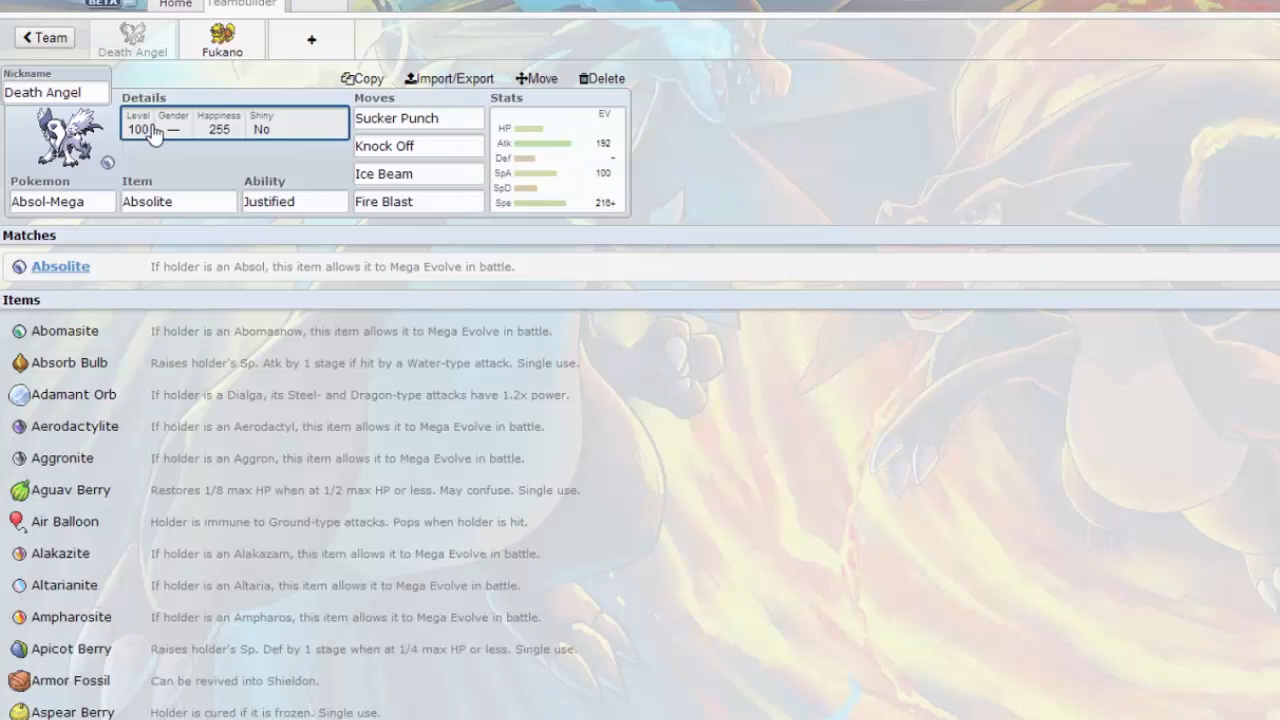 BETA Home Teambuilder
Team Death Angel Fukano +
Nickname
Death Angel
Copy Import/Export Move Delete
Details Moves Stats
Level Gender Happiness Shiny
100 — 255 No
Sucker Punch
Knock Off
Ice Beam
Fire Blast
EV
HP
Atk 192
Def -
SpA 100
SpD
Spe 216+
Pokemon Item Ability
Absol-Mega Absolite Justified
Matches
Absolite If holder is an Absol, this item allows it to Mega Evolve in battle.
Items
Abomasite If holder is an Abomasnow, this item allows it to Mega Evolve in battle.
Absorb Bulb Raises holder's Sp. Atk by 1 stage if hit by a Water-type attack. Single use.
Adamant Orb If holder is a Dialga, its Steel- and Dragon-type attacks have 1.2x power.
Aerodactylite If holder is an Aerodactyl, this item allows it to Mega Evolve in battle.
Aggronite If holder is an Aggron, this item allows it to Mega Evolve in battle.
Aguav Berry Restores 1/8 max HP when at 1/2 max HP or less. May confuse. Single use.
Air Balloon Holder is immune to Ground-type attacks. Pops when holder is hit.
Alakazite If holder is an Alakazam, this item allows it to Mega Evolve in battle.
Altarianite If holder is an Altaria, this item allows it to Mega Evolve in battle.
Ampharosite If holder is an Ampharos, this item allows it to Mega Evolve in battle.
Apicot Berry Raises holder's Sp. Def by 1 stage when at 1/4 max HP or less. Single use.
Armor Fossil Can be revived into Shieldon.
Aspear Berry Holder is cured if it is frozen. Single use.